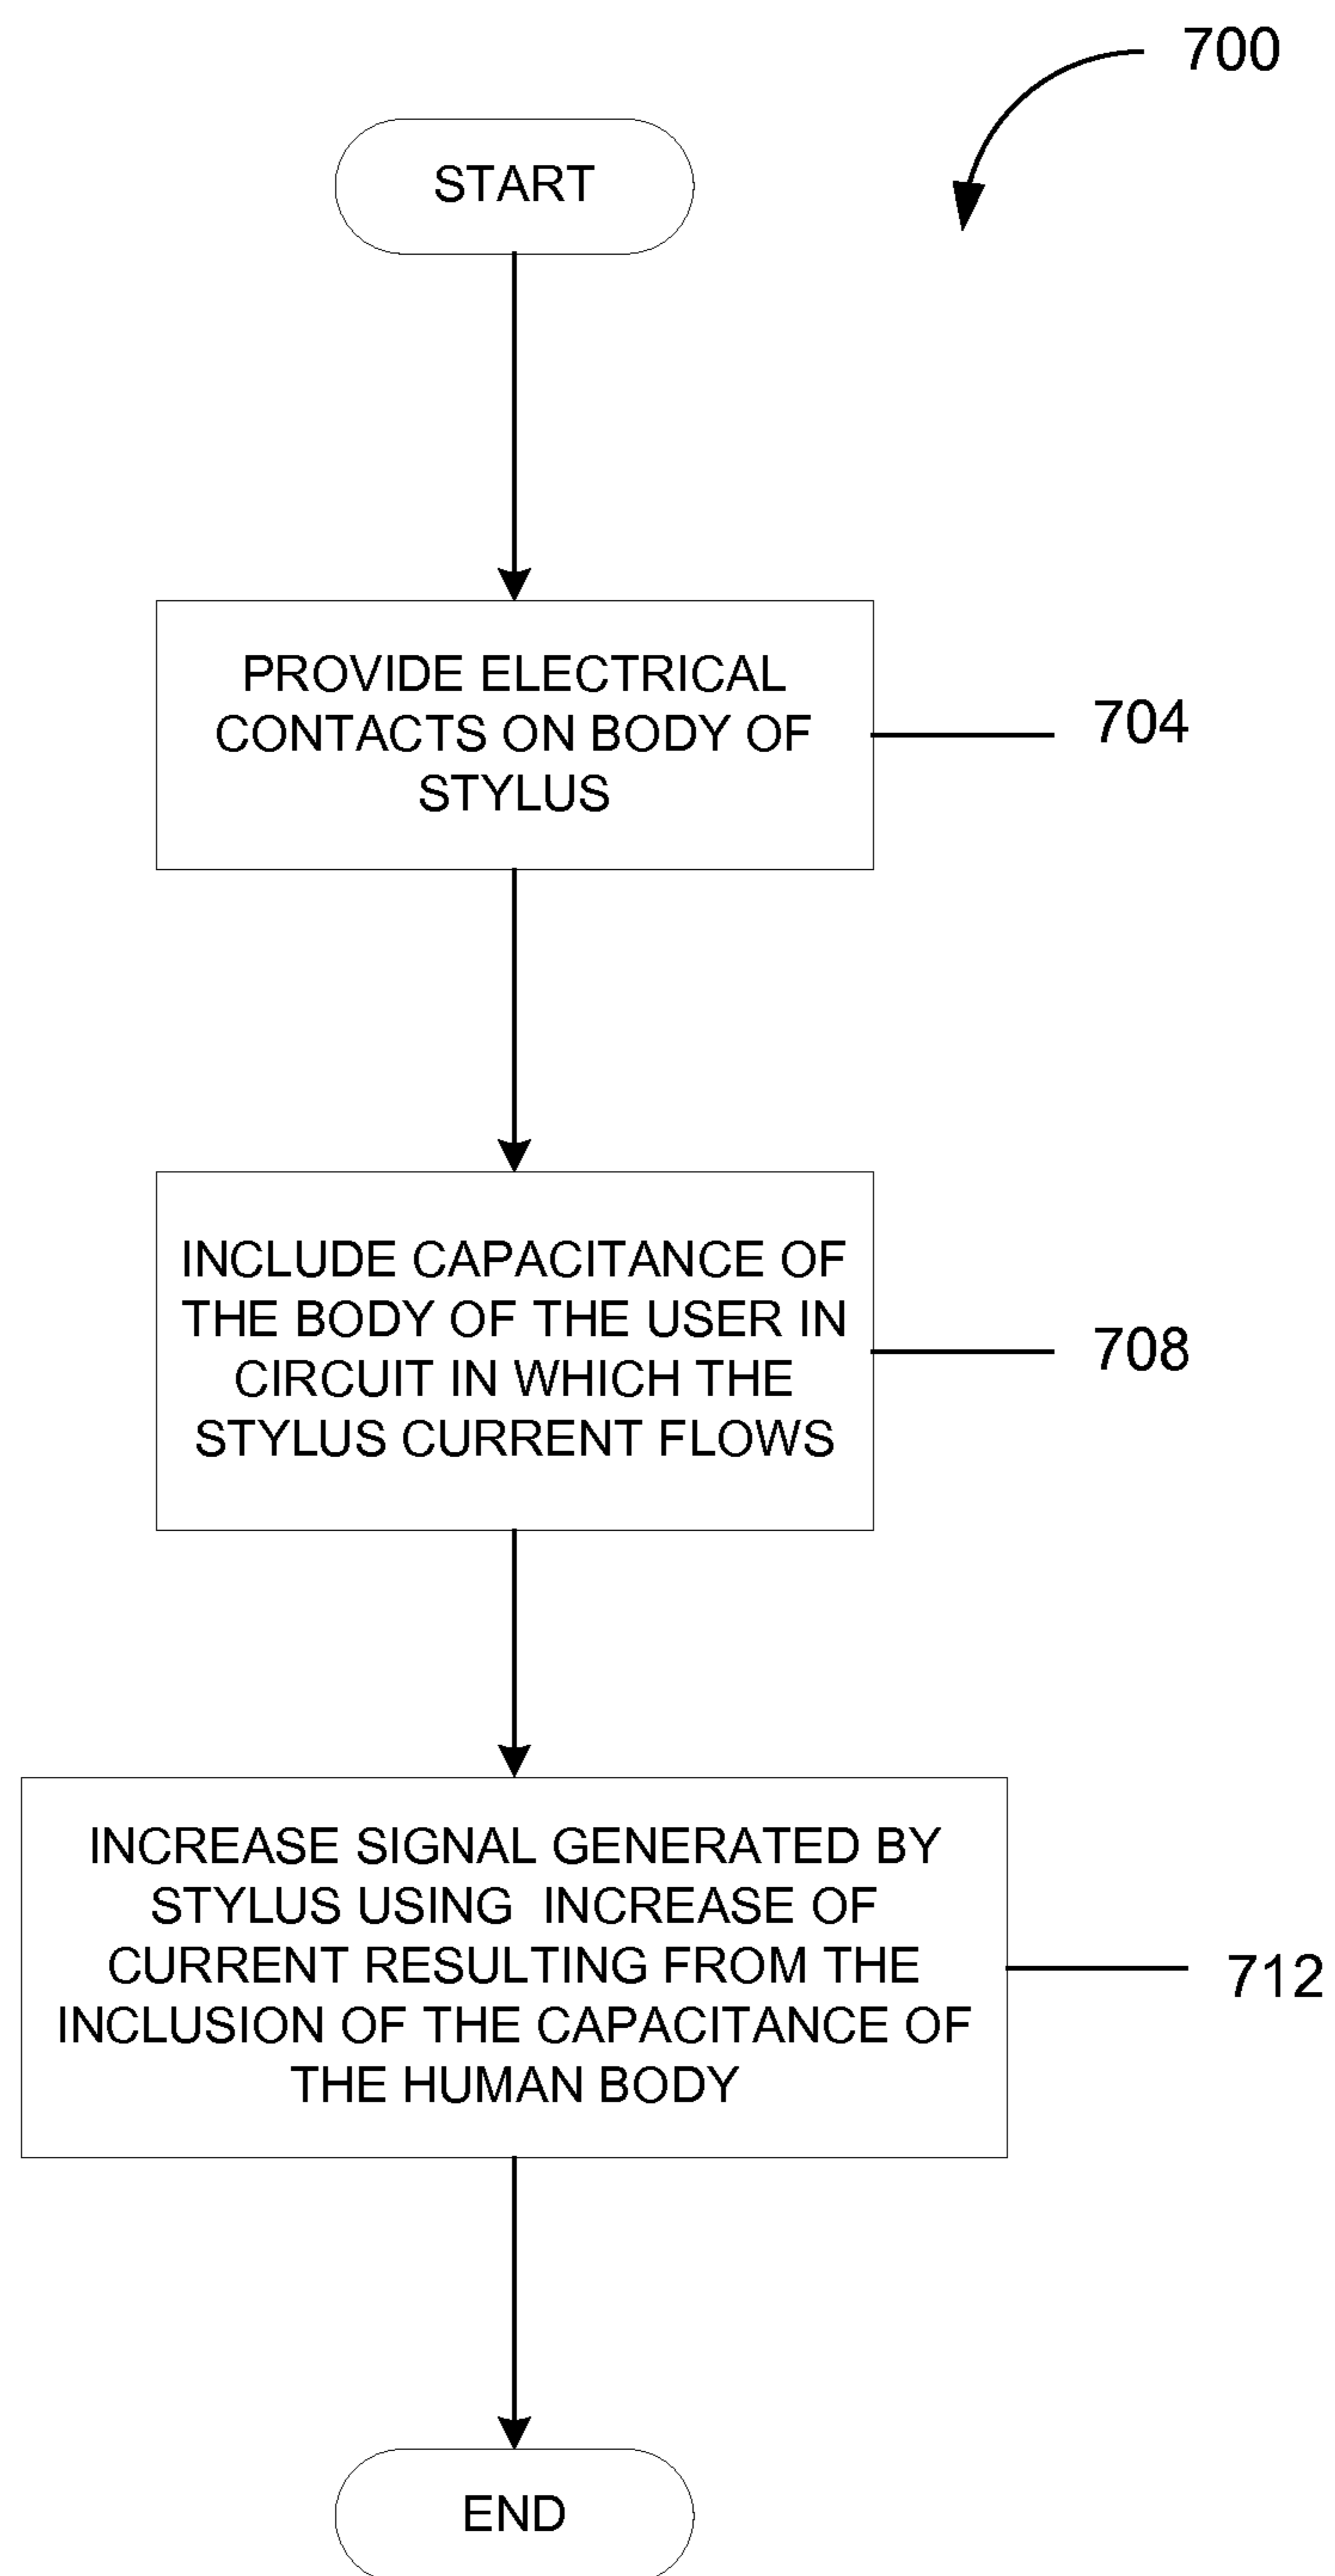 700
START
PROVIDE ELECTRICAL
CONTACTS ON BODY OF
STYLUS
704
INCLUDE CAPACITANCE OF
THE BODY OF THE USER IN
CIRCUIT IN WHICH THE
STYLUS CURRENT FLOWS
708
INCREASE SIGNAL GENERATED BY
STYLUS USING INCREASE OF
CURRENT RESULTING FROM THE
INCLUSION OF THE CAPACITANCE OF
THE HUMAN BODY
712
END